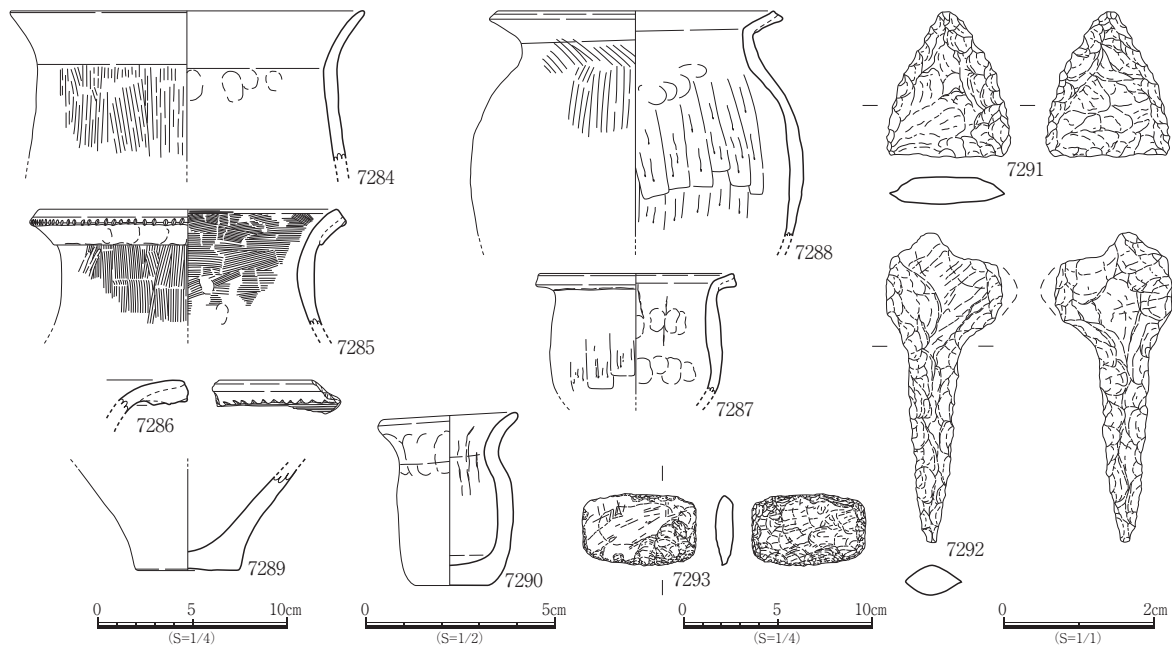 7284
7285
7286
7289
7288
7287
7290
7293
7291
7292
0 5 10cm
(S=1/4)
0 5cm
(S=1/2)
0 5 10cm
(S=1/4)
0 2cm
(S=1/1)